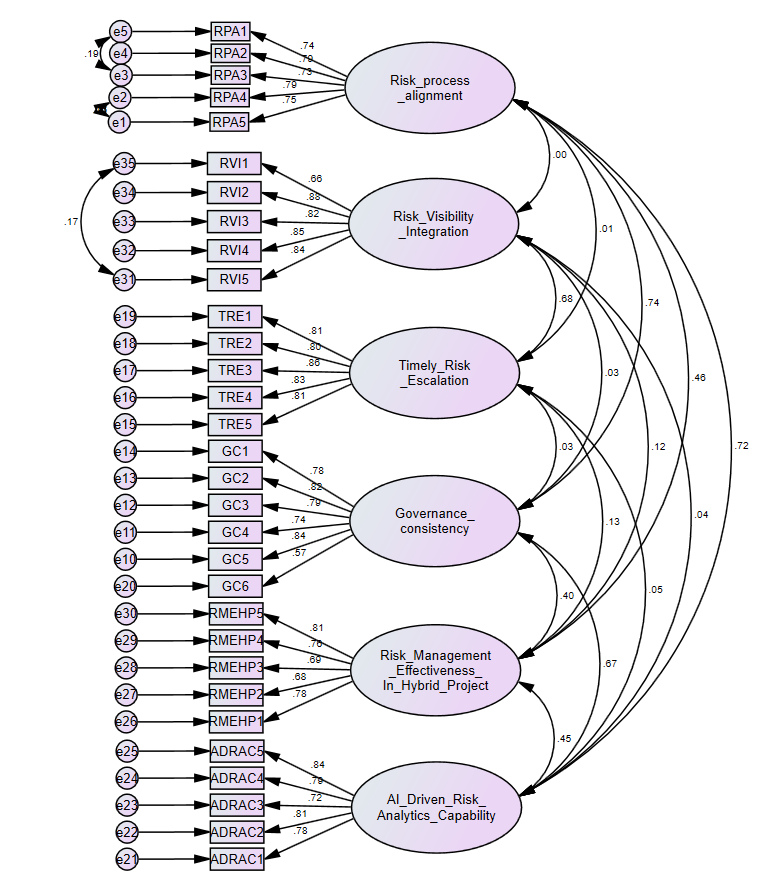 e5 RPA1 .74
e4 RPA2 .79
.19 e3 RPA3 .73
e2 RPA4 .79
e1 RPA5 .75
Risk_process
_alignment
.00
e35 RVI1 .66
e34 RVI2 .88
.17 e33 RVI3 .82
e32 RVI4 .85
e31 RVI5 .84
Risk_Visibility
_Integration
.01
.68
.74
e19 TRE1 .81
e18 TRE2 .80
e17 TRE3 .86
e16 TRE4 .83
e15 TRE5 .81
Timely_Risk
_Escalation
.03
.46
.03
.12
.72
e14 GC1 .78
e13 GC2 .82
e12 GC3 .79
e11 GC4 .74
e10 GC5 .84
e20 GC6 .57
Governance_
consistency
.13
.04
.40
.05
e30 RMEHP5 .81
e29 RMEHP4 .76
e28 RMEHP3 .69
e27 RMEHP2 .68
e26 RMEHP1 .78
Risk_Management
_Effectiveness_
In_Hybrid_Project
.67
.45
e25 ADRAC5 .84
e24 ADRAC4 .79
e23 ADRAC3 .72
e22 ADRAC2 .81
e21 ADRAC1 .78
AI_Driven_Risk_
Analytics_Capability